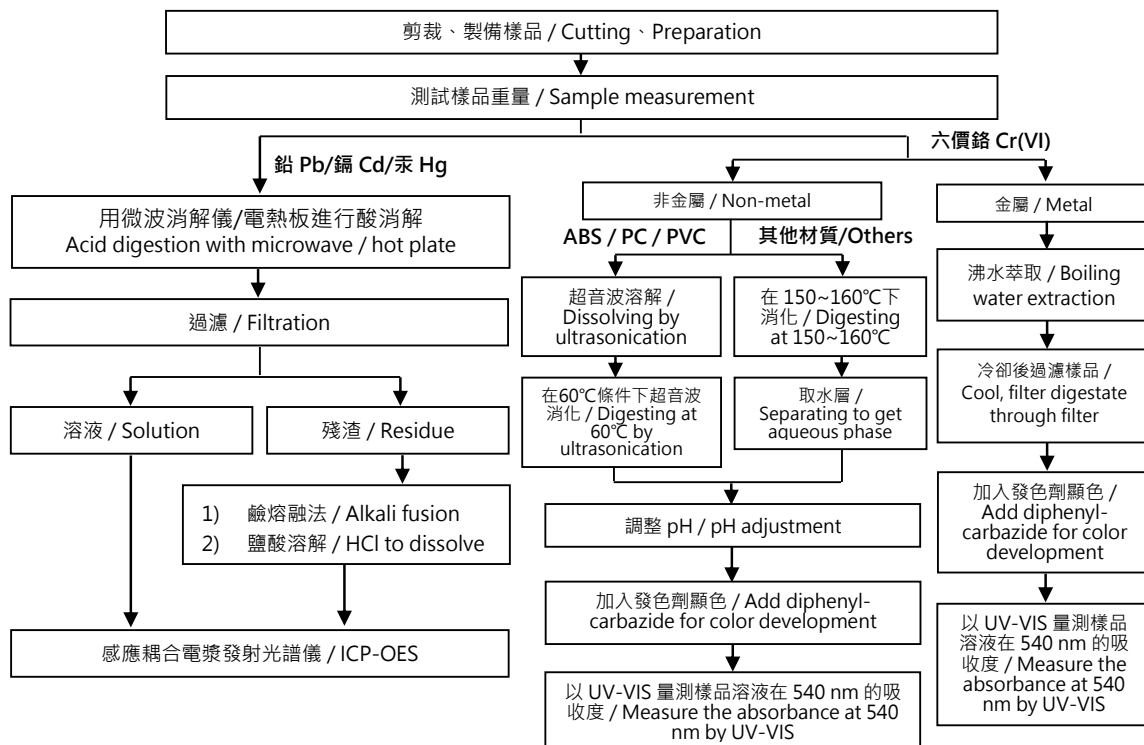 剪裁、製備樣品 / Cutting、Preparation
測試樣品重量 / Sample measurement
鉛 Pb/鎘 Cd/汞 Hg
用微波消解儀/電熱板進行酸消解
Acid digestion with microwave / hot plate
過濾 / Filtration
溶液 / Solution
殘渣 / Residue
1) 鹼熔融法 / Alkali fusion
2) 鹽酸溶解 / HCl to dissolve
感應耦合電漿發射光譜儀 / ICP-OES
六價鉻 Cr(VI)
非金屬 / Non-metal
ABS / PC / PVC
其他材質/Others
超音波溶解 /
Dissolving by
ultrasonication
在60℃條件下超音波
消化 / Digesting at
60℃ by
ultrasonication
在 150~160℃下
消化 / Digesting
at 150~160℃
取水層 /
Separating to get
aqueous phase
調整 pH / pH adjustment
加入發色劑顯色 / Add diphenyl-
carbazide for color development
以 UV-VIS 量測樣品溶液在 540 nm 的吸
收度 / Measure the absorbance at 540
nm by UV-VIS
金屬 / Metal
沸水萃取 / Boiling
water extraction
冷卻後過濾樣品 /
Cool, filter digestate
through filter
加入發色劑顯色 /
Add diphenyl-
carbazide for color
development
以 UV-VIS 量測樣品
溶液在 540 nm 的吸
收度 / Measure the
absorbance at 540
nm by UV-VIS